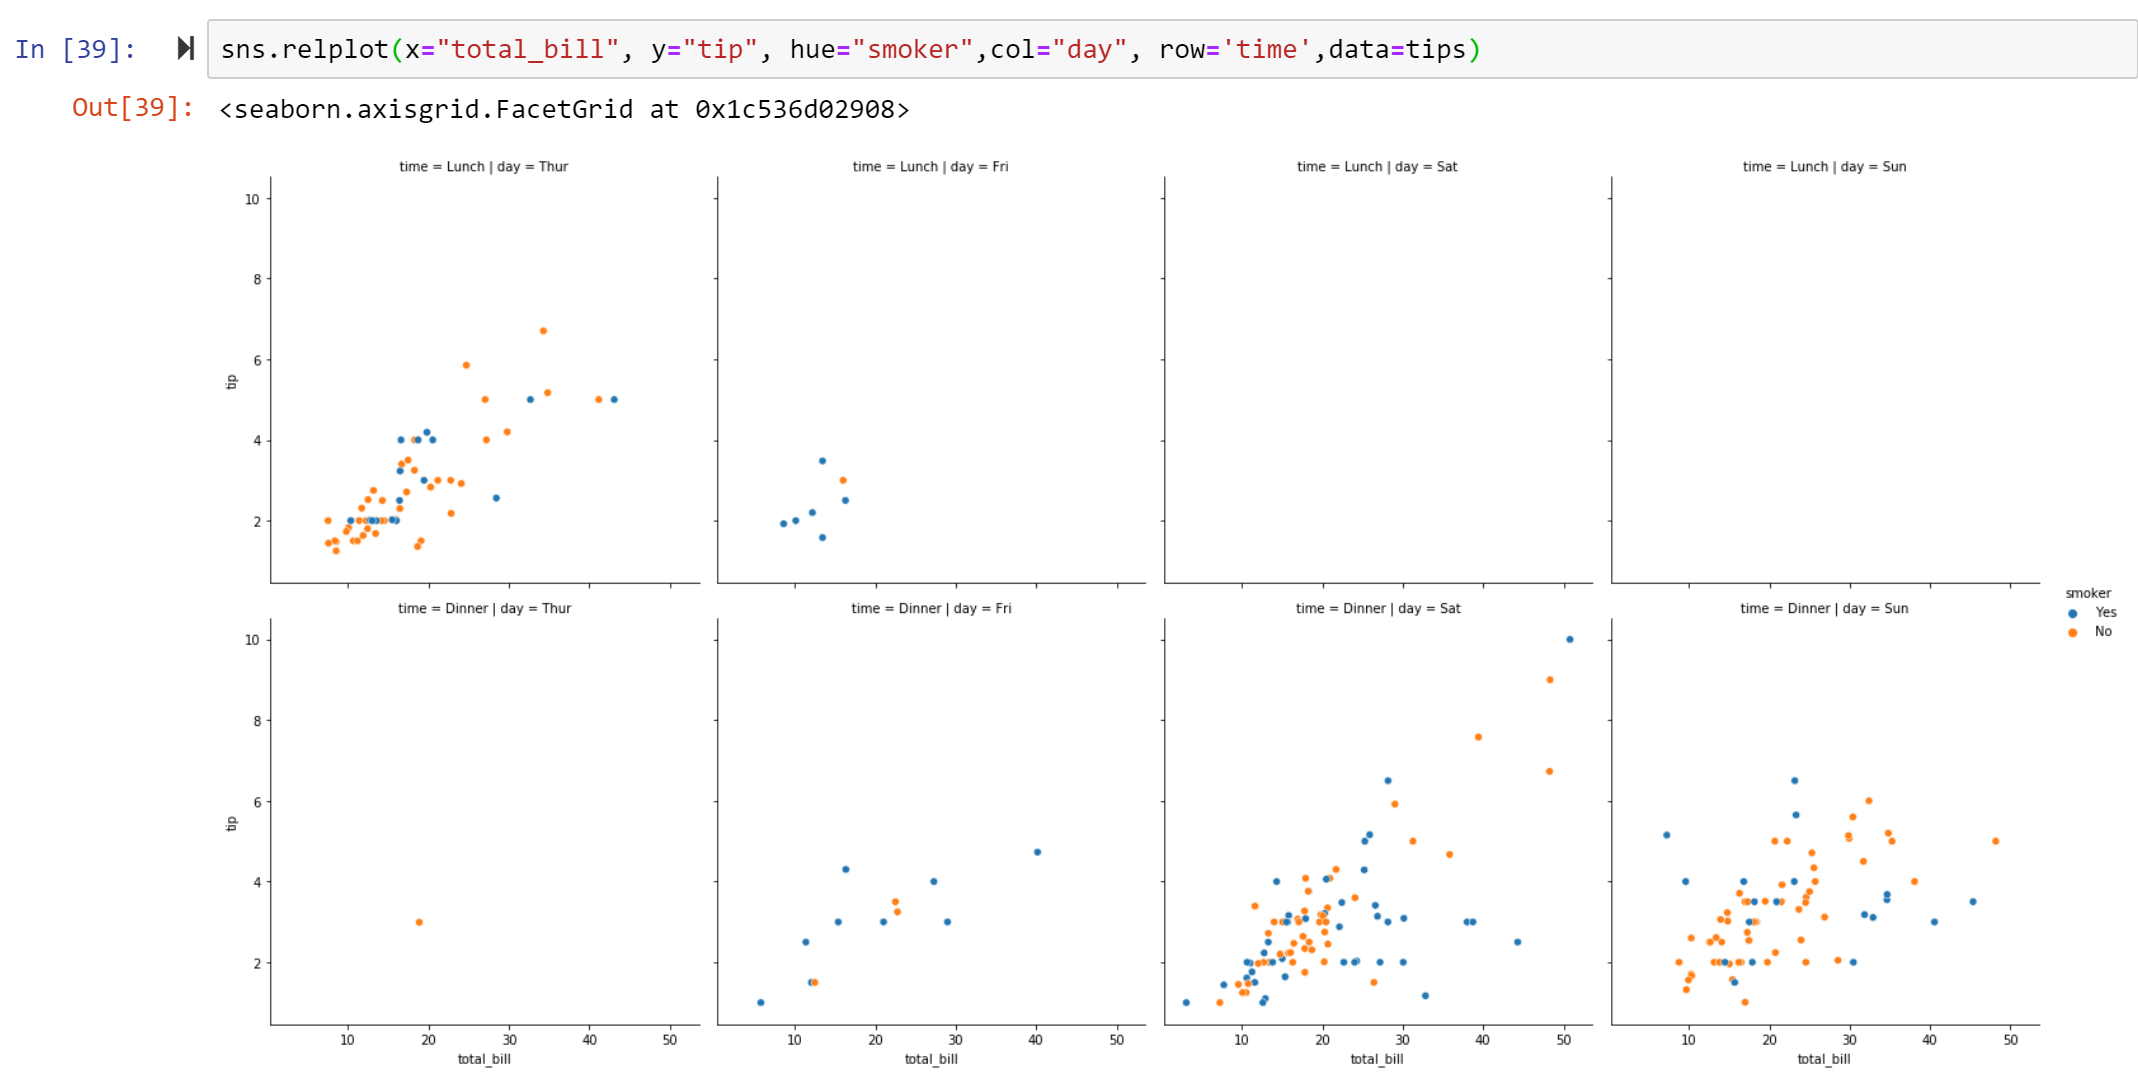 In [39]: sns.relplot(x="total_bill", y="tip", hue="smoker",col="day", row='time',data=tips)
Out[39]: <seaborn.axisgrid.FacetGrid at 0x1c536d02908>
time = Lunch | day = Thur
time = Lunch | day = Fri
time = Lunch | day = Sat
time = Lunch | day = Sun
10
8
6
4
2
tip
time = Dinner | day = Thur
time = Dinner | day = Fri
time = Dinner | day = Sat
time = Dinner | day = Sun
smoker
Yes
No
10
8
6
4
2
tip
10 20 30 40 50
10 20 30 40 50
10 20 30 40 50
10 20 30 40 50
total_bill
total_bill
total_bill
total_bill